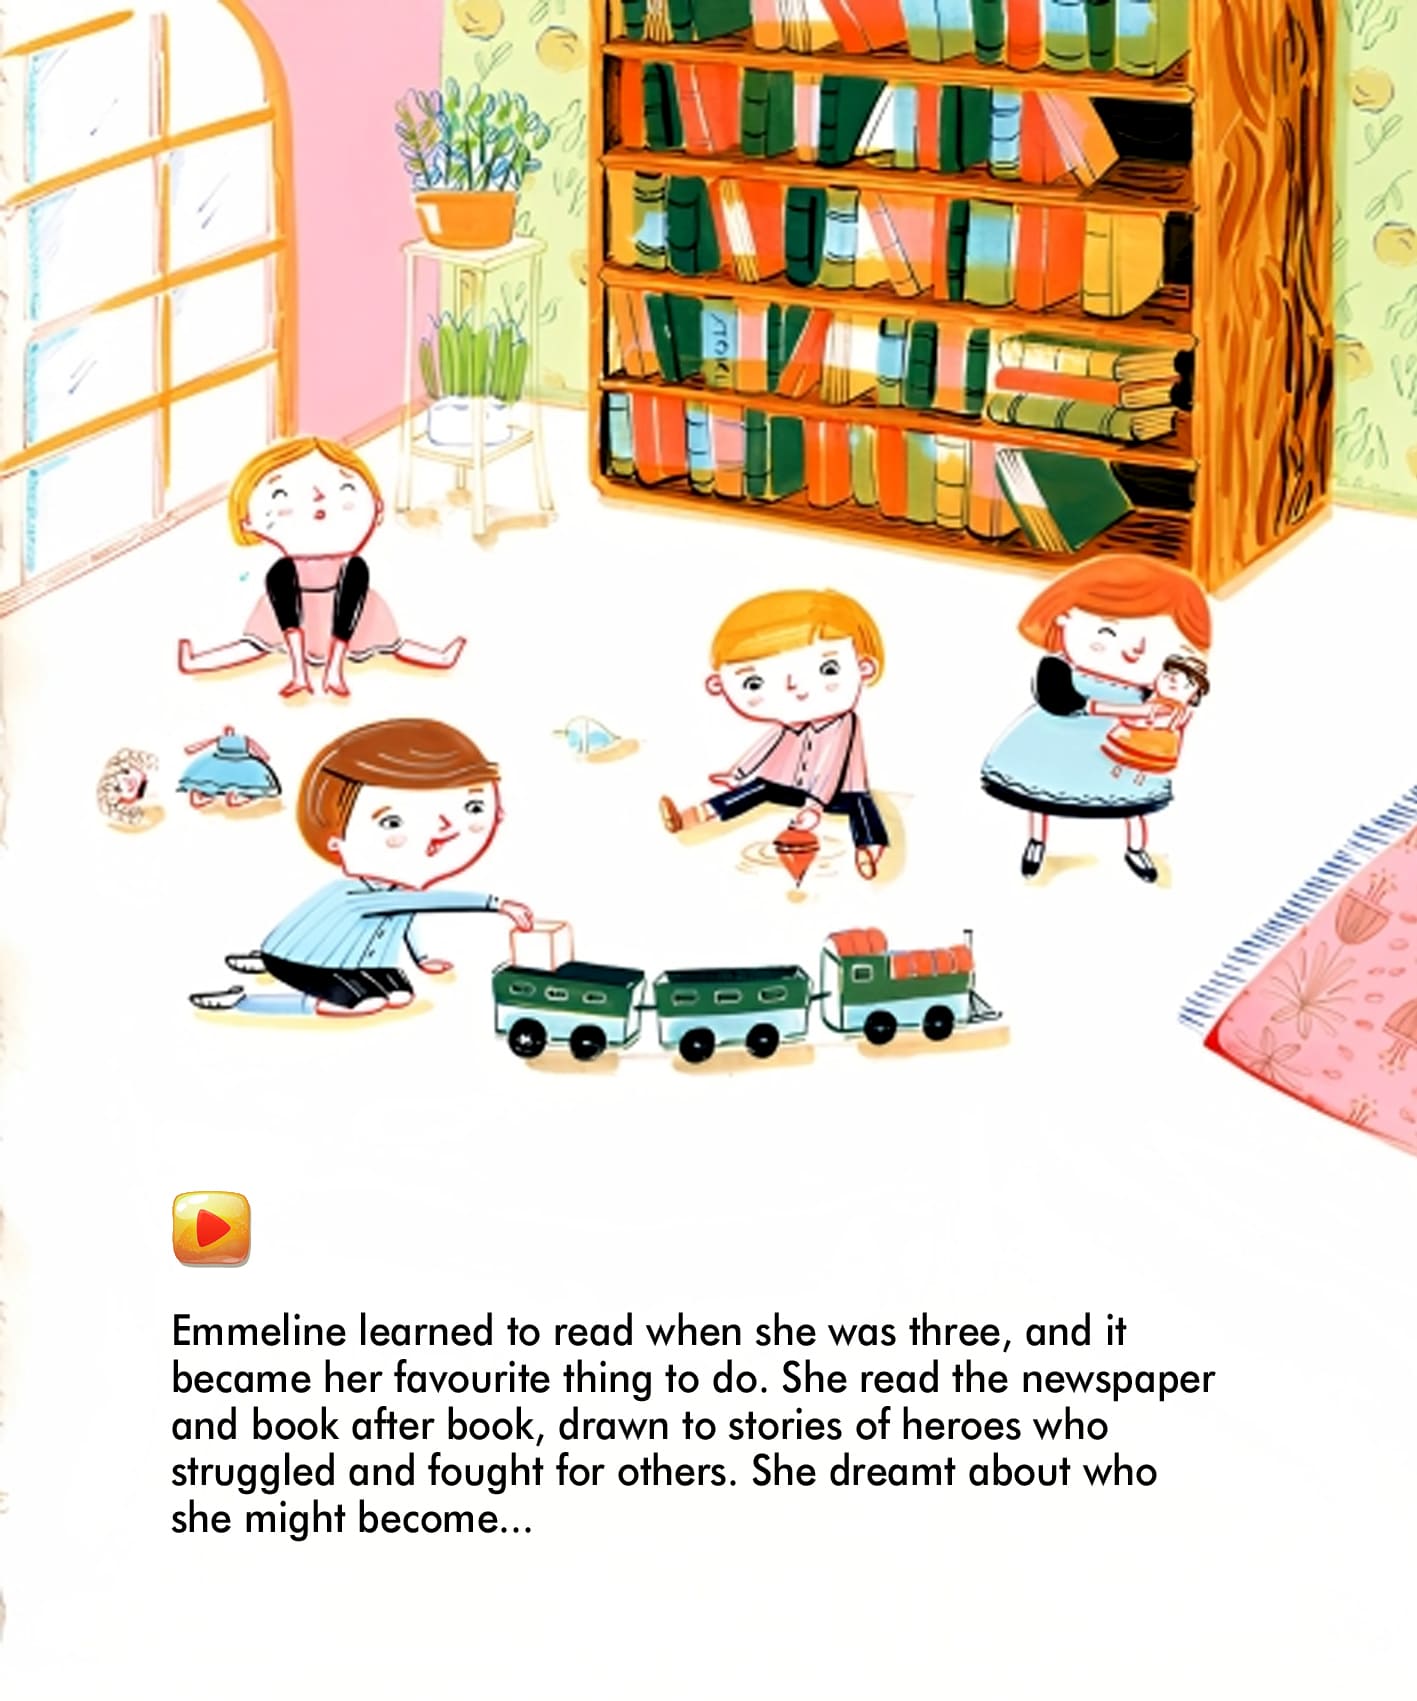 Emmeline learned to read when she was three, and it
became her favourite thing to do. She read the newspaper
and book after book, drawn to stories of heroes who
struggled and fought for others. She dreamt about who
she might become...